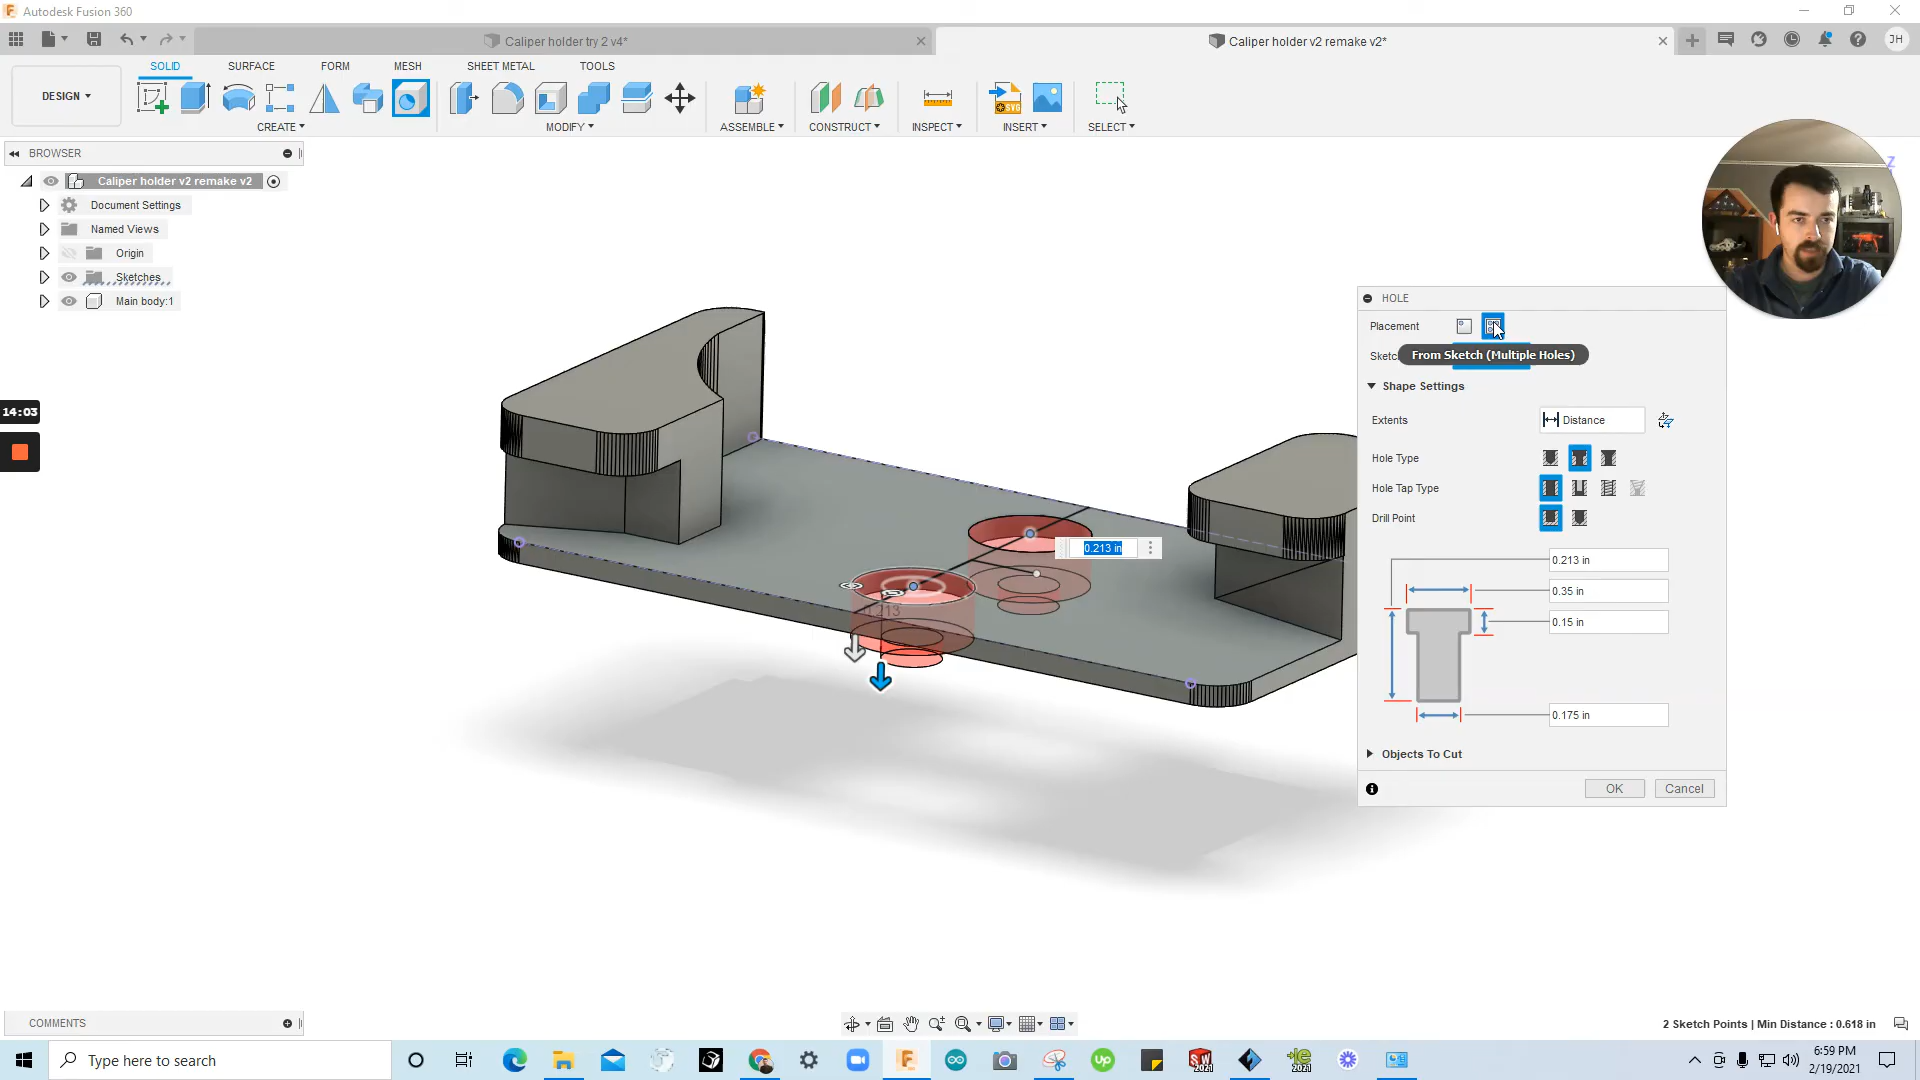 Autodesk Fusion 360
Caliper holder try 2 v4*
Caliper holder v2 remake v2*
JH
DESIGN
SOLID
SURFACE
FORM
MESH
SHEET METAL
TOOLS
CREATE
MODIFY
ASSEMBLE
CONSTRUCT
INSPECT
INSERT
SELECT
BROWSER
Caliper holder v2 remake v2
Document Settings
Named Views
Origin
Sketches
Main body:1
Z
14:03
HOLE
Placement
From Sketch (Multiple Holes)
Shape Settings
Extents
Distance
Hole Type
Hole Tap Type
Drill Point
0.213 in
0.35 in
0.15 in
0.175 in
Objects To Cut
OK
Cancel
0.213 in
0.213
COMMENTS
2 Sketch Points | Min Distance : 0.618 in
Type here to search
6:59 PM
2/19/2021